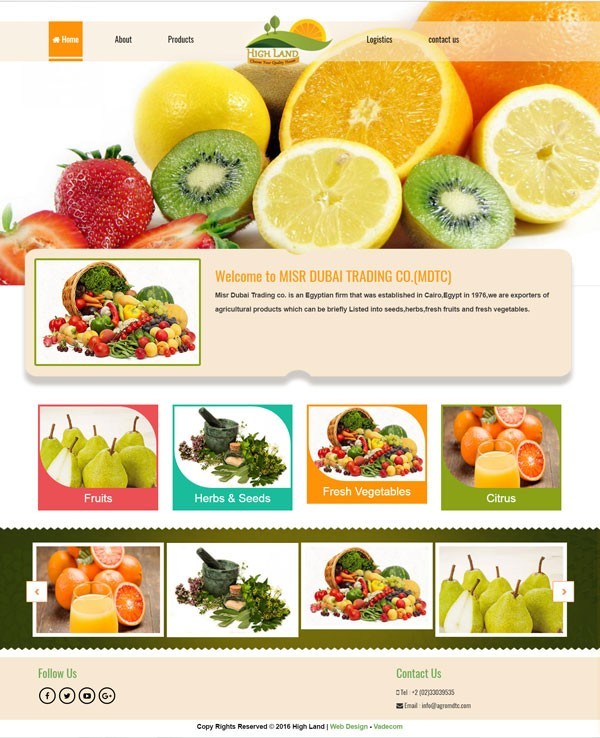 Home
About
Products
HIGH LAND
Choose Your Quality Product
Logistics
contact us
Welcome to MISR DUBAI TRADING CO.(MDTC)
Misr Dubai Trading co. is an Egyptian firm that was established in Cairo,Egypt in 1976,we are exporters of
agricultural products which can be briefly Listed into seeds,herbs,fresh fruits and fresh vegetables.
Fruits
Herbs & Seeds
Fresh Vegetables
Citrus
Follow Us
Contact Us
Tel : +2 (02)33039535
Email : info@agromdtc.com
Copy Rights Reserved © 2016 High Land | Web Design - Vadecom